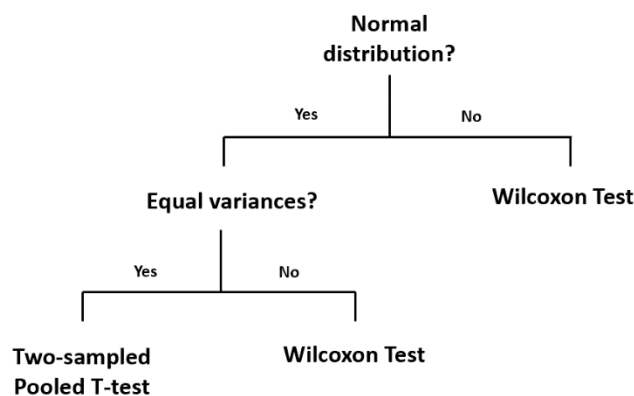 Normal
distribution?
Yes
No
Equal variances?
Wilcoxon Test
Yes
No
Two-sampled
Pooled T-test
Wilcoxon Test